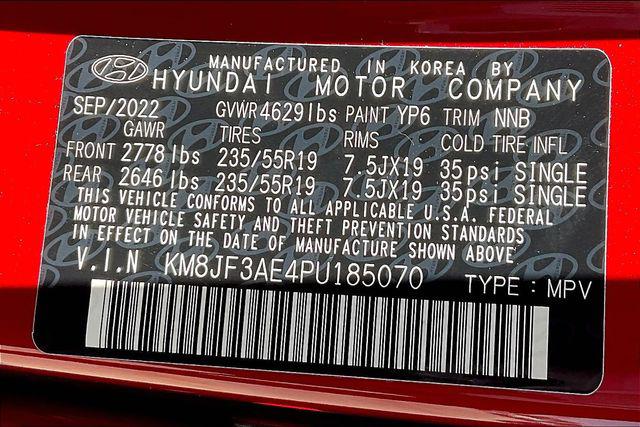 MANUFACTURED IN KOREA BY
HYUNDAI MOTOR COMPANY
SEP/2022 GVWR4629lbs PAINT YP6 TRIM NNB
GAWR TIRES RIMS COLD TIRE INFL
FRONT 2778lbs 235/55R19 7.5JX19 35psi SINGLE
REAR 2646lbs 235/55R19 7.5JX19 35psi SINGLE
THIS VEHICLE CONFORMS TO ALL APPLICABLE U.S.A. FEDERAL
MOTOR VEHICLE SAFETY AND THEFT PREVENTION STANDARDS
IN EFFECT ON THE DATE OF MANUFACTURE SHOWN ABOVE
V.I.N KM8JF3AE4PU185070 TYPE:MPV